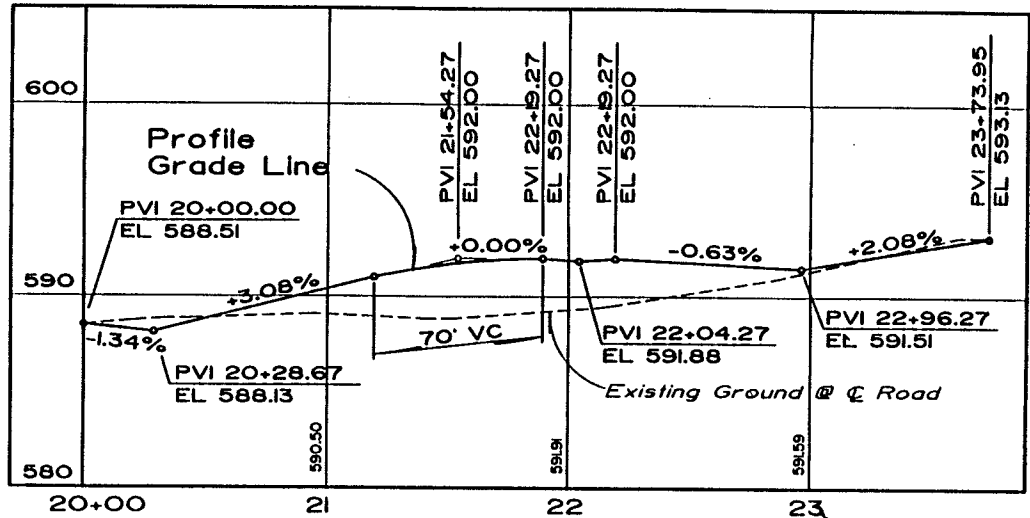 600
590
580
Profile
Grade Line
PVI 20+00.00
EL 588.51
-1.34%
PVI 20+28.67
EL 588.13
+3.08%
70' VC
+0.00%
PVI 21+54.27
EL 592.00
PVI 22+19.27
EL 592.00
PVI 22+19.27
EL 592.00
PVI 22+04.27
EL 591.88
-0.63%
PVI 22+96.27
EL 591.51
+2.08%
PVI 23+73.95
EL 593.13
Existing Ground @ ℄ Road
590.50
591.91
591.59
20+00
21
22
23